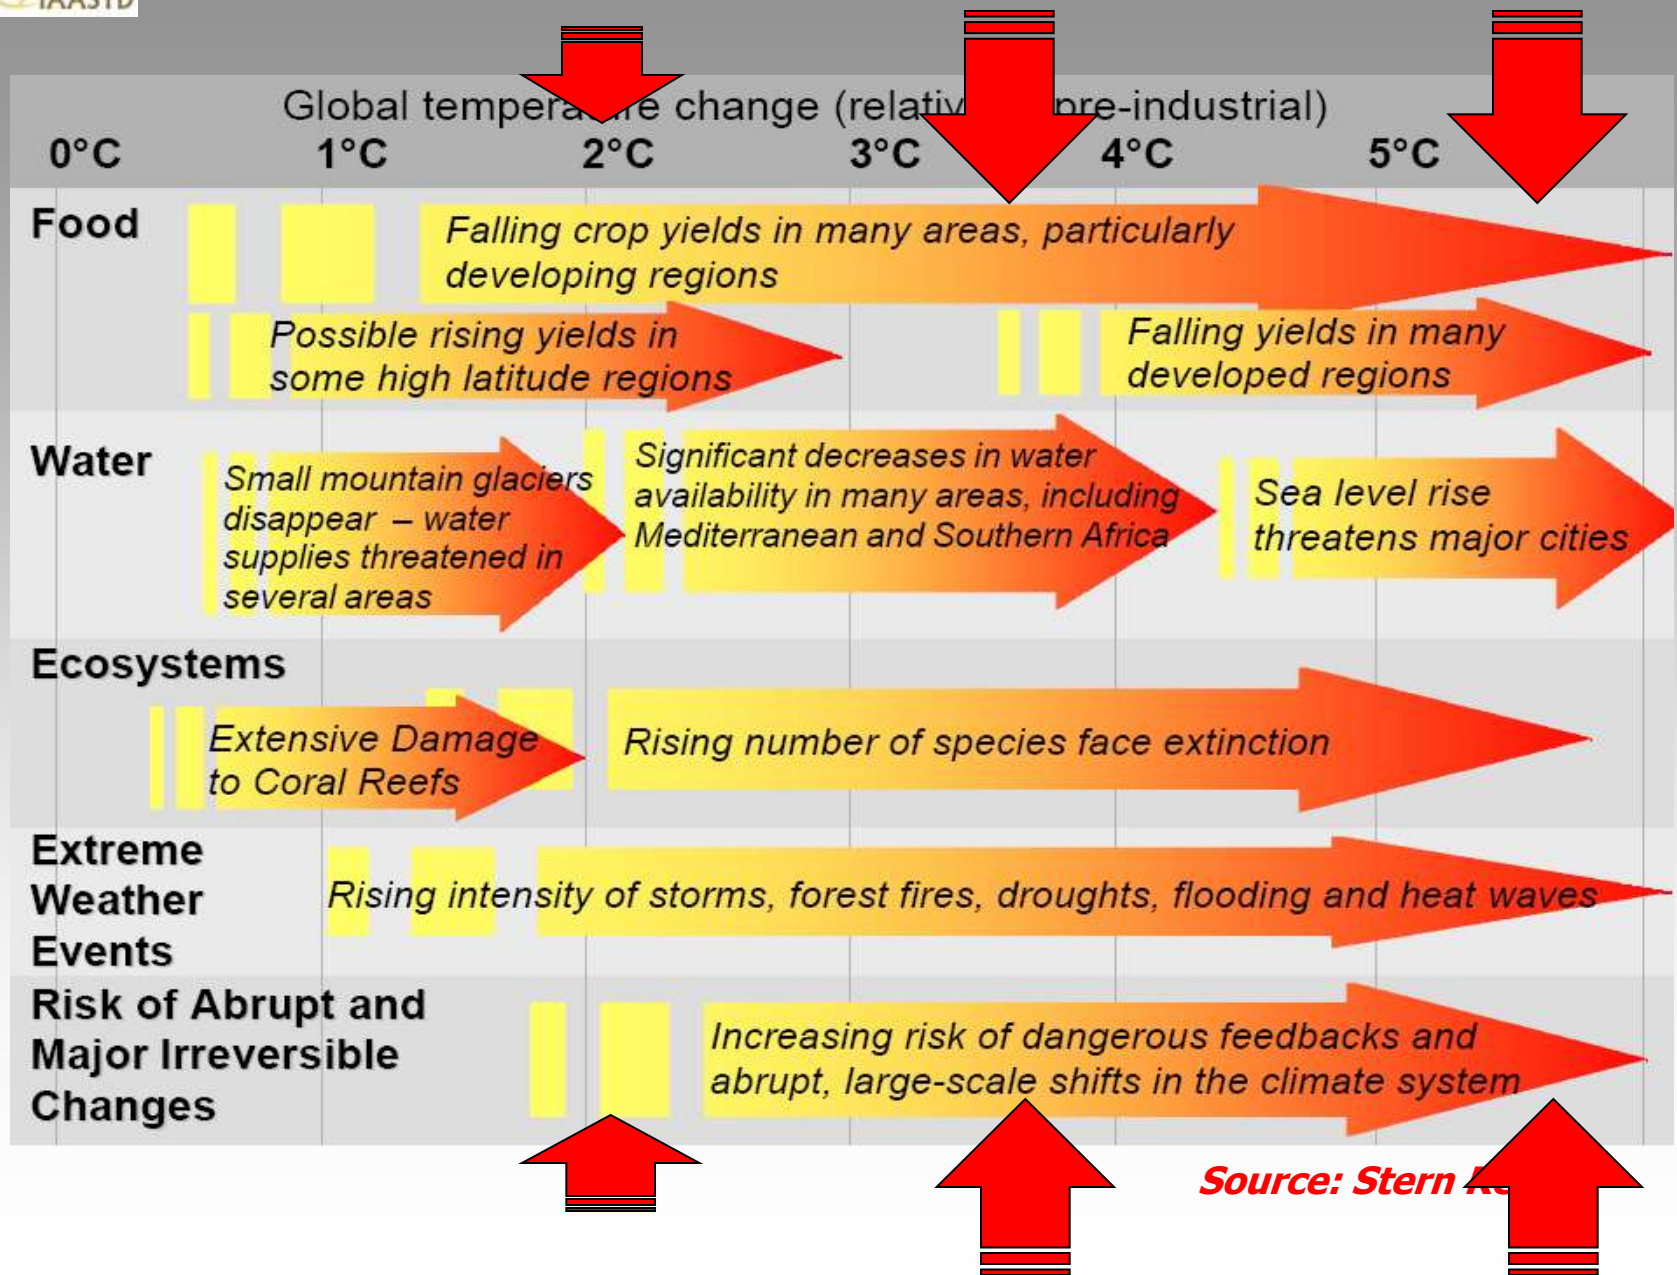 IAASTD
Global temperature change (relative pre-industrial)
0°C 1°C 2°C 3°C 4°C 5°C
Food
Falling crop yields in many areas, particularly
developing regions
Possible rising yields in
some high latitude regions
Falling yields in many
developed regions
Water
Small mountain glaciers
disappear – water
supplies threatened in
several areas
Significant decreases in water
availability in many areas, including
Mediterranean and Southern Africa
Sea level rise
threatens major cities
Ecosystems
Extensive Damage
to Coral Reefs
Rising number of species face extinction
Extreme
Weather
Events
Rising intensity of storms, forest fires, droughts, flooding and heat waves
Risk of Abrupt and
Major Irreversible
Changes
Increasing risk of dangerous feedbacks and
abrupt, large-scale shifts in the climate system
Source: Stern